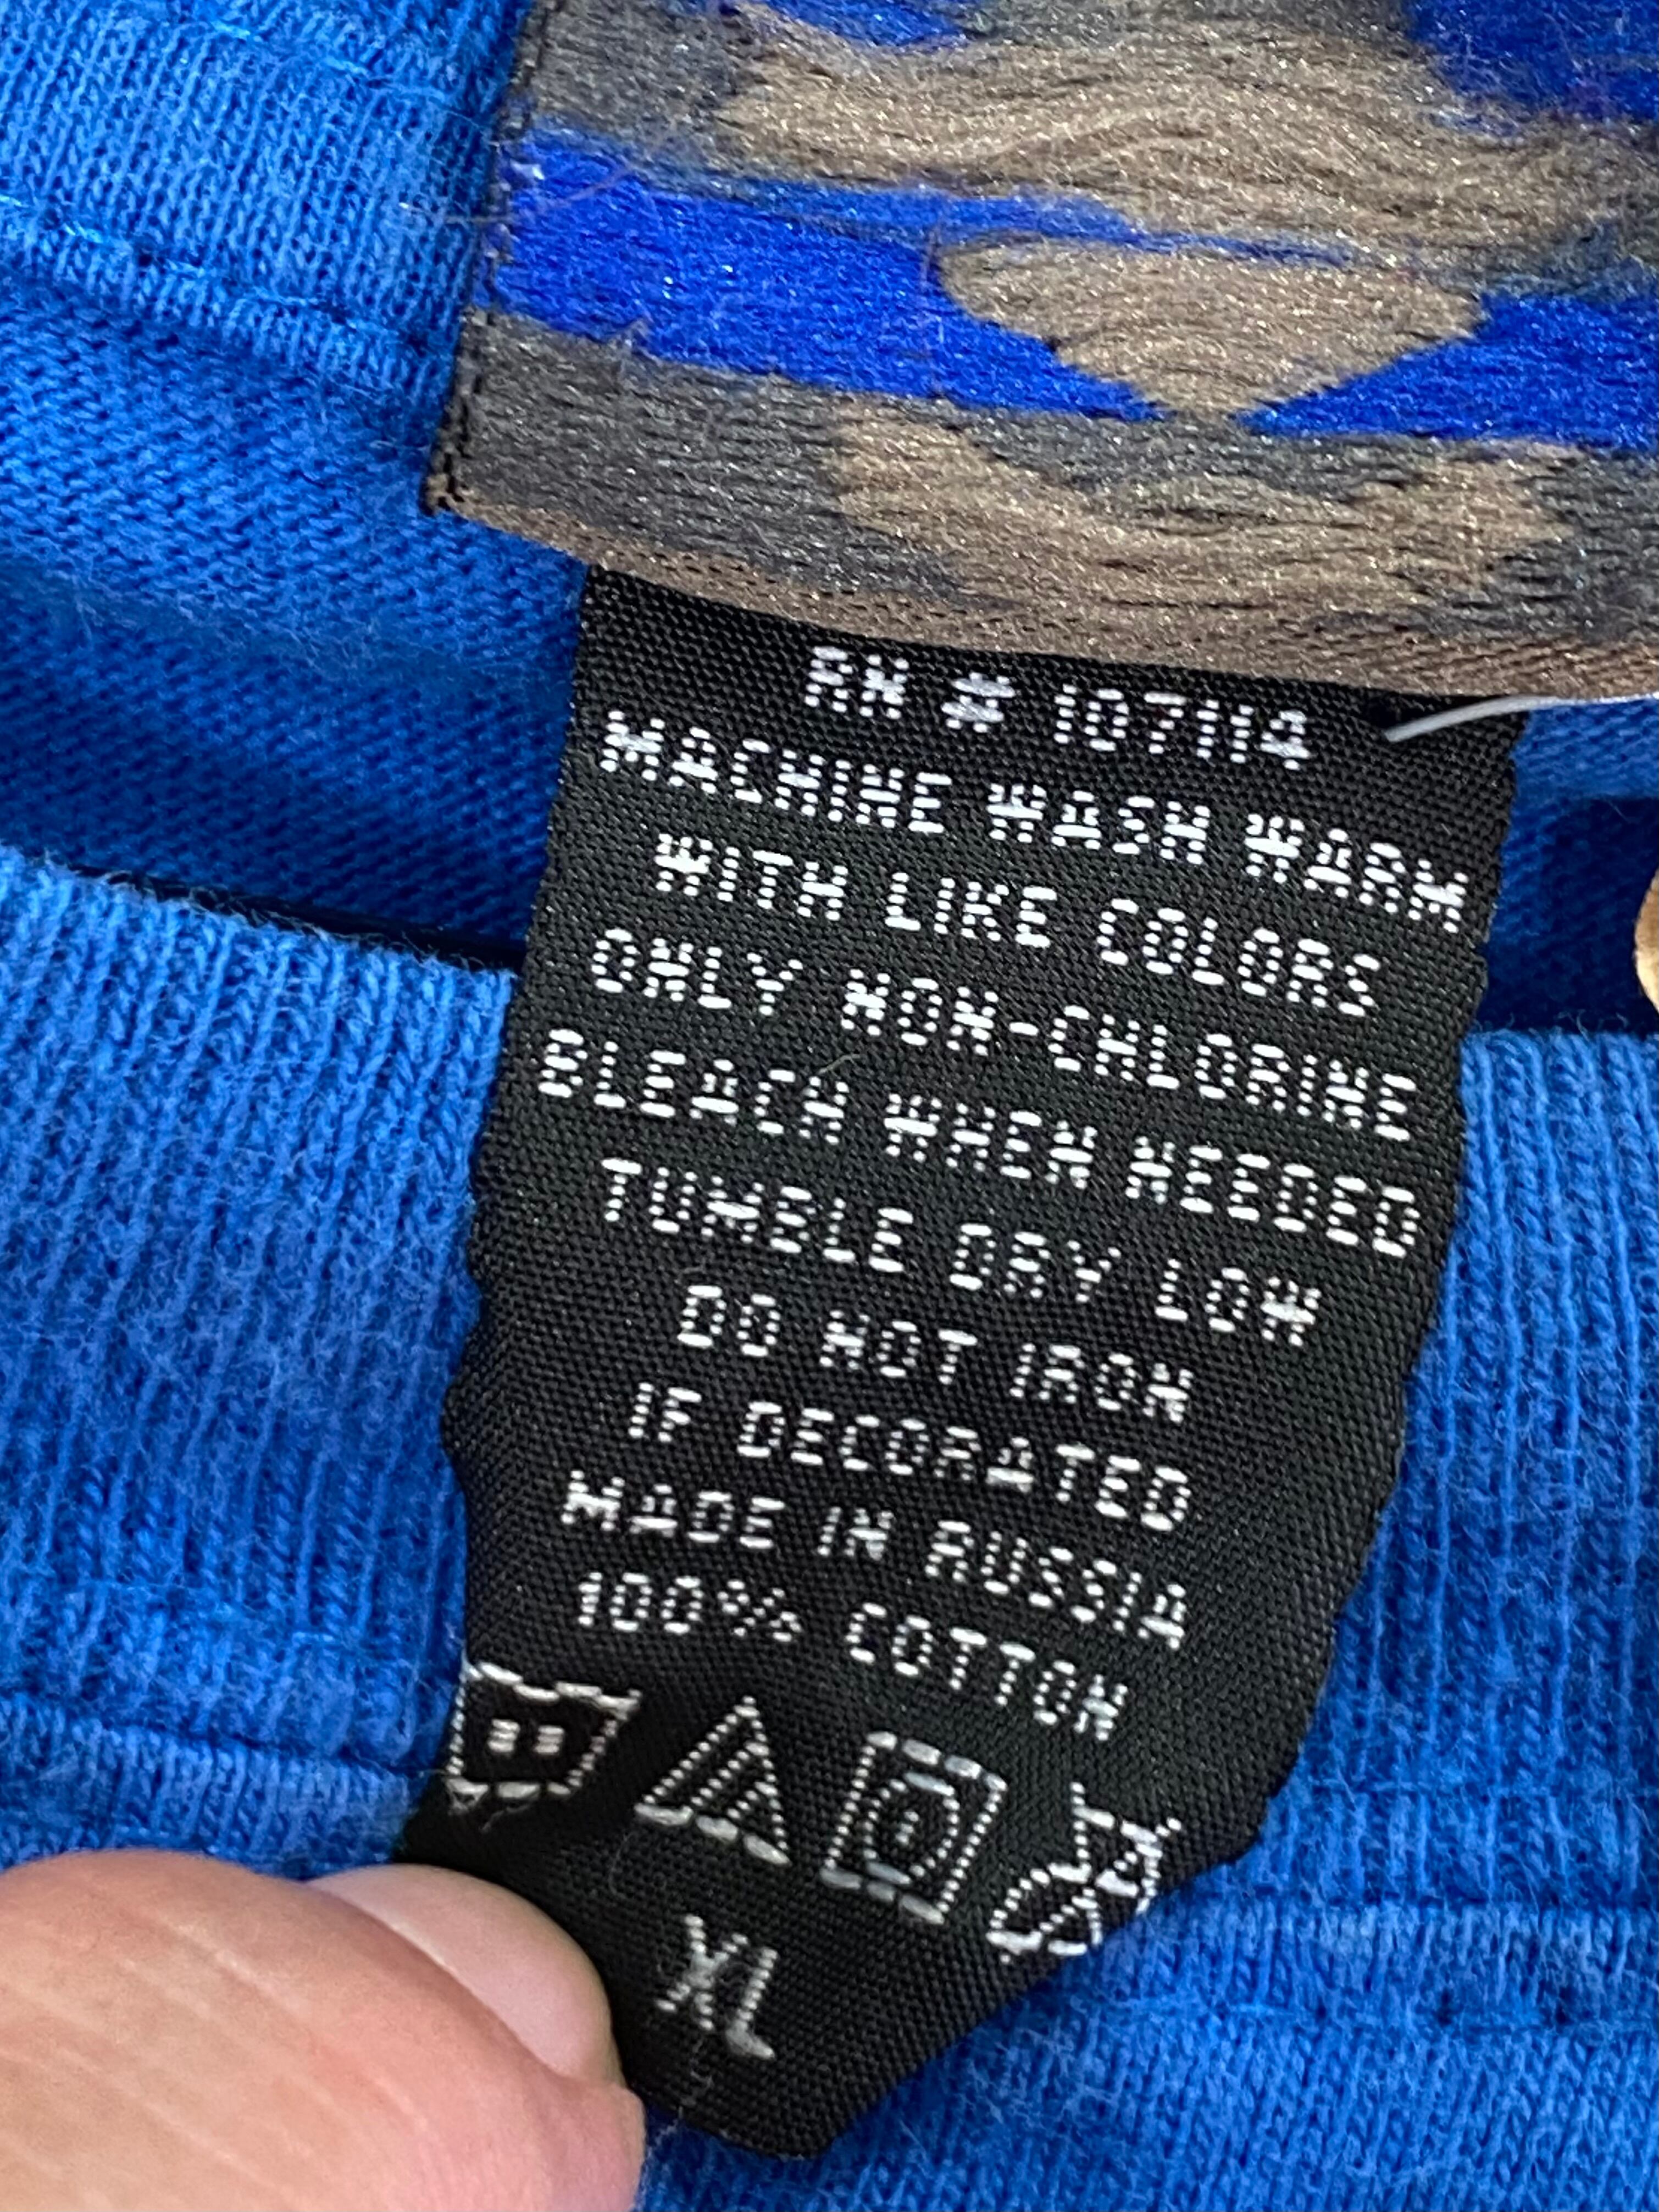 RN # 107114
MACHINE WASH WARM
WITH LIKE COLORS
ONLY NON-CHLORINE
BLEACH WHEN NEEDED
TUMBLE DRY LOW
DO NOT IRON
IF DECORATED
MADE IN RUSSIA
100% COTTON
XL